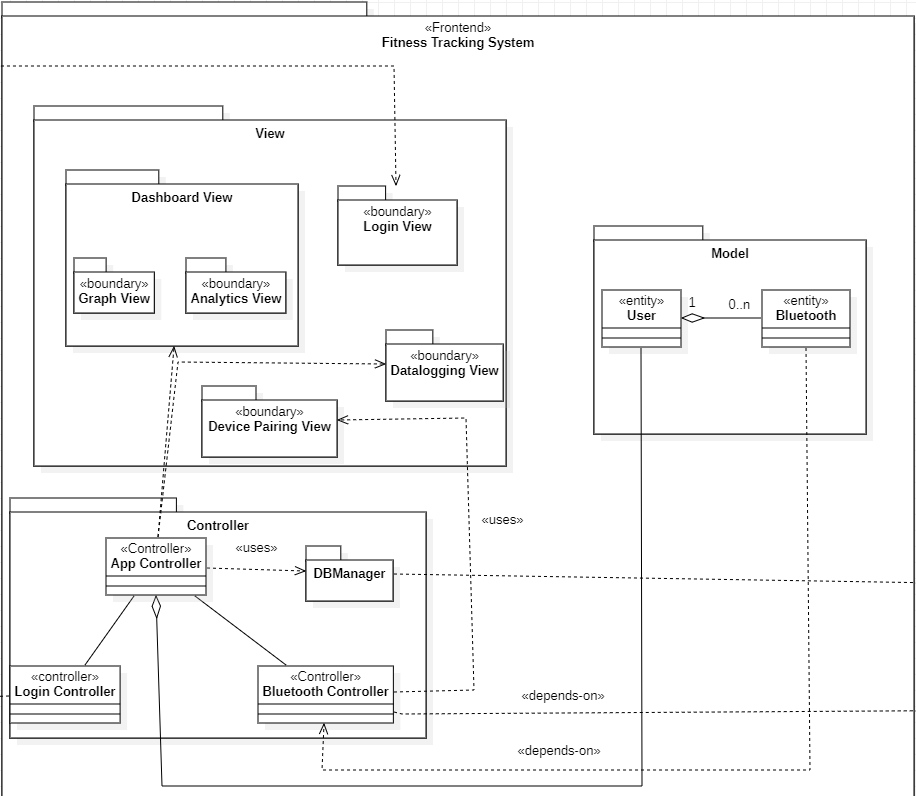 «Frontend»
Fitness Tracking System
View
Dashboard View
«boundary»
Login View
«boundary»
Graph View
«boundary»
Analytics View
Model
«entity»
User
1
0..n
«entity»
Bluetooth
«boundary»
Datalogging View
«boundary»
Device Pairing View
«uses»
Controller
«Controller»
App Controller
«uses»
DBManager
«controller»
Login Controller
«Controller»
Bluetooth Controller
«depends-on»
«depends-on»